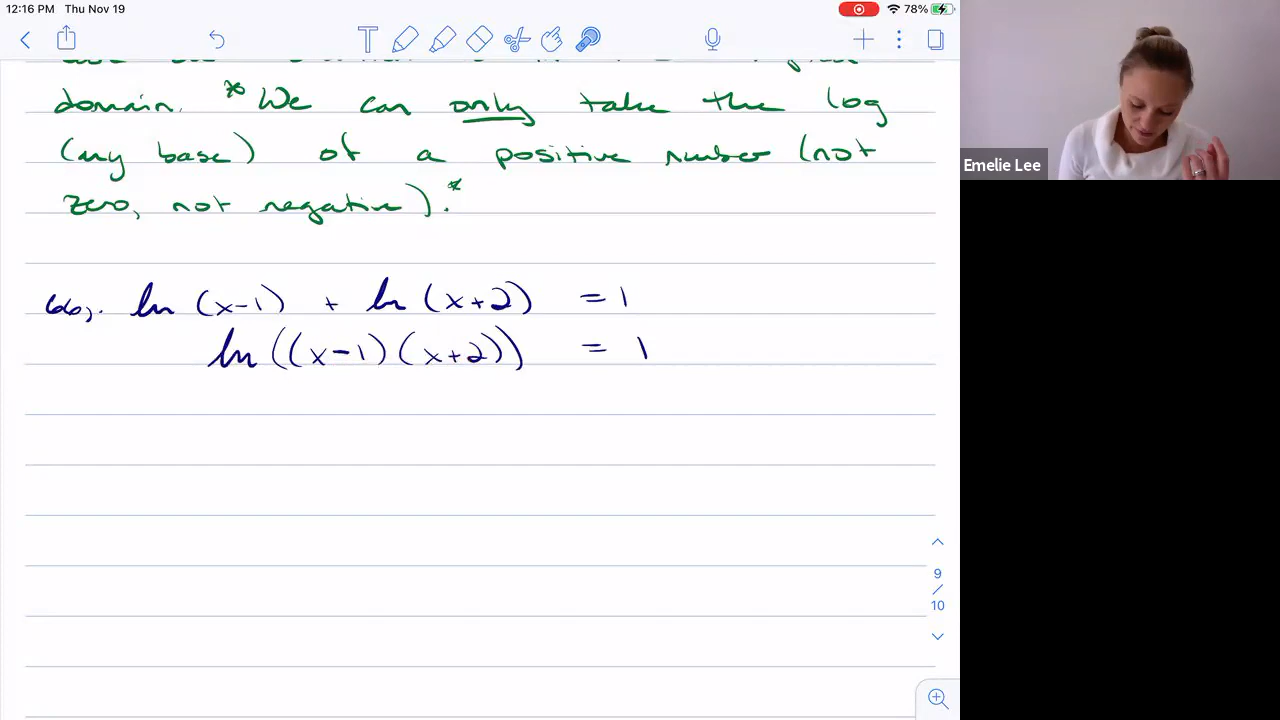 12:16 PM Thu Nov 19
78%
domain. *We can only take the log
(any base) of a positive number (not
zero, not negative).*
Emelie Lee
66). ln (x-1) + ln (x+2) = 1
ln ((x-1)(x+2)) = 1
9
/
10